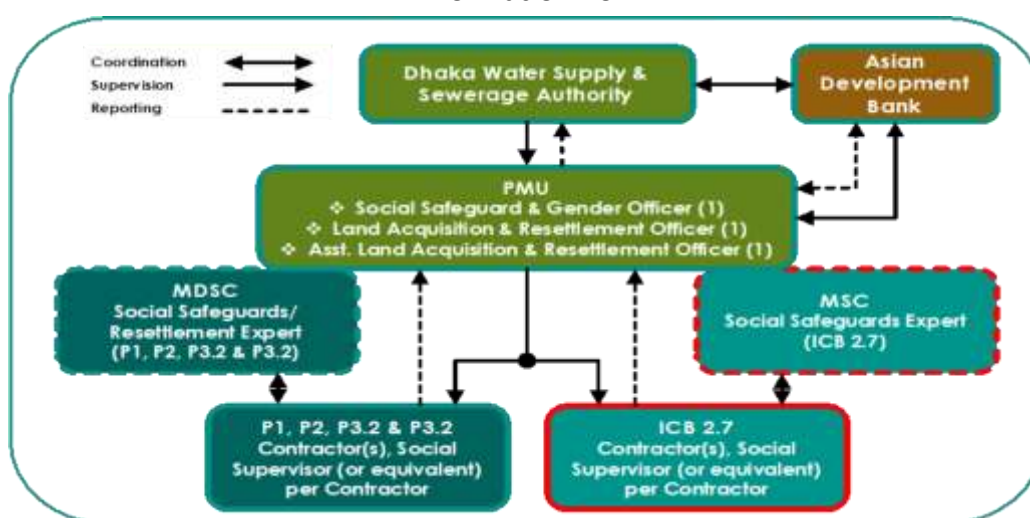 Coordination
Supervision
Reporting
Dhaka Water Supply &
Sewerage Authority
Asian
Development
Bank
PMU
❖ Social Safeguard & Gender Officer (1)
❖ Land Acquisition & Resettlement Officer (1)
❖ Asst. Land Acquisition & Resettlement Officer (1)
MDSC
Social Safeguards/
Resettlement Expert
(P1, P2, P3.2 & P3.2)
MSC
Social Safeguards Expert
(ICB 2.7)
P1, P2, P3.2 & P3.2
Contractor(s), Social
Supervisor (or equivalent)
per Contractor
ICB 2.7
Contractor(s), Social
Supervisor (or equivalent)
per Contractor